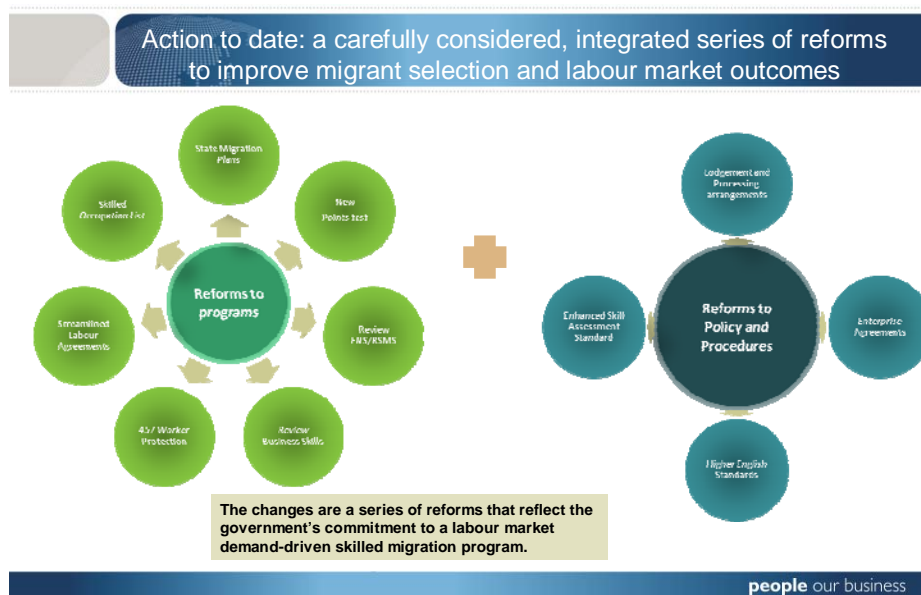 Action to date: a carefully considered, integrated series of reforms
to improve migrant selection and labour market outcomes
State Migration
Plans
New
Points test
Review
ENS/RSMS
Review
Business Skills
457 Worker
Protection
Streamlined
Labour
Agreements
Skilled
Occupation List
Reforms to
programs
Lodgement and
Processing
arrangements
Enterprise
Agreements
Higher English
Standards
Enhanced Skill
Assessment
Standard
Reforms to
Policy and
Procedures
The changes are a series of reforms that reflect the
government's commitment to a labour market
demand-driven skilled migration program.
people our business